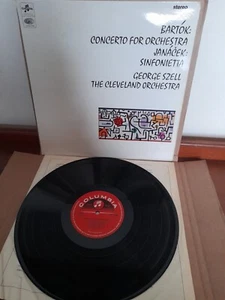 stereo
BARTÓK:
CONCERTO FOR ORCHESTRA
JANÁČEK:
SINFONIETTA
GEORGE SZELL
THE CLEVELAND ORCHESTRA
COLUMBIA